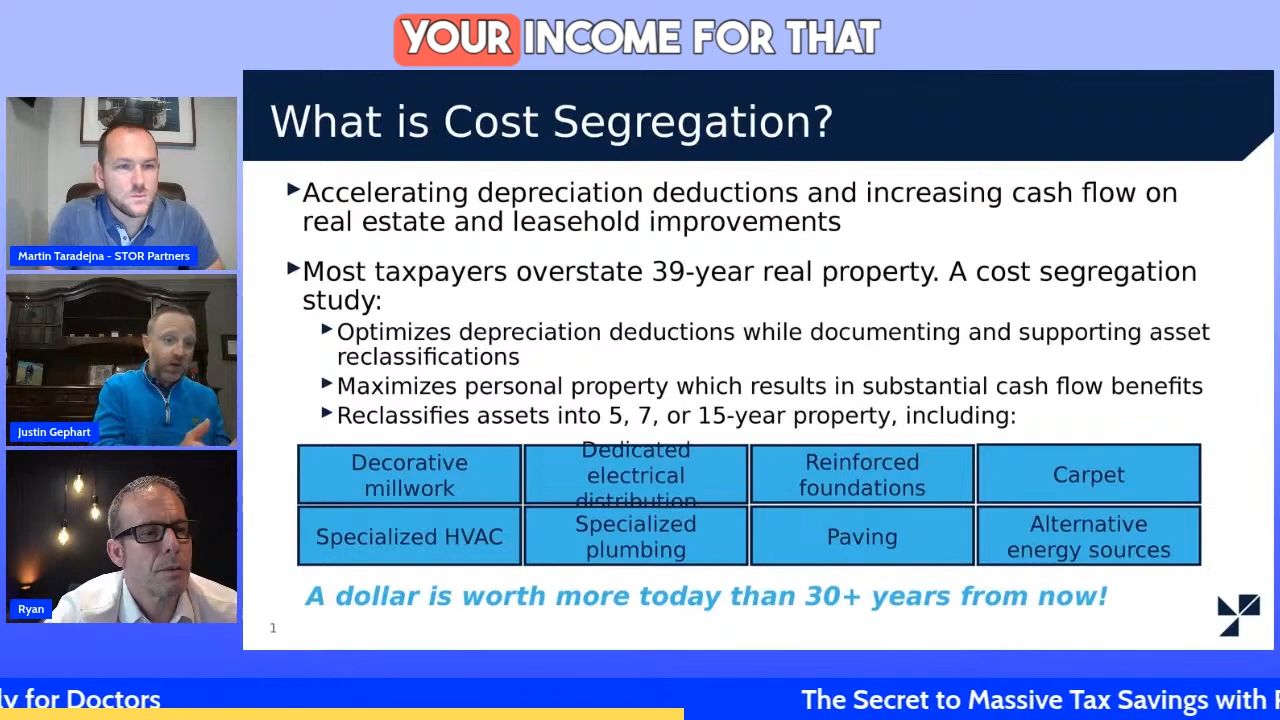 YOUR INCOME FOR THAT
What is Cost Segregation?
Accelerating depreciation deductions and increasing cash flow on
real estate and leasehold improvements
Most taxpayers overstate 39-year real property. A cost segregation
study:
Optimizes depreciation deductions while documenting and supporting asset
reclassifications
Maximizes personal property which results in substantial cash flow benefits
Reclassifies assets into 5, 7, or 15-year property, including:
Decorative
millwork
Dedicated
electrical
distribution
Reinforced
foundations
Carpet
Specialized HVAC
Specialized
plumbing
Paving
Alternative
energy sources
A dollar is worth more today than 30+ years from now!
1
Martin Taradejna - STOR Partners
Justin Gephart
Ryan
ly for Doctors
The Secret to Massive Tax Savings with